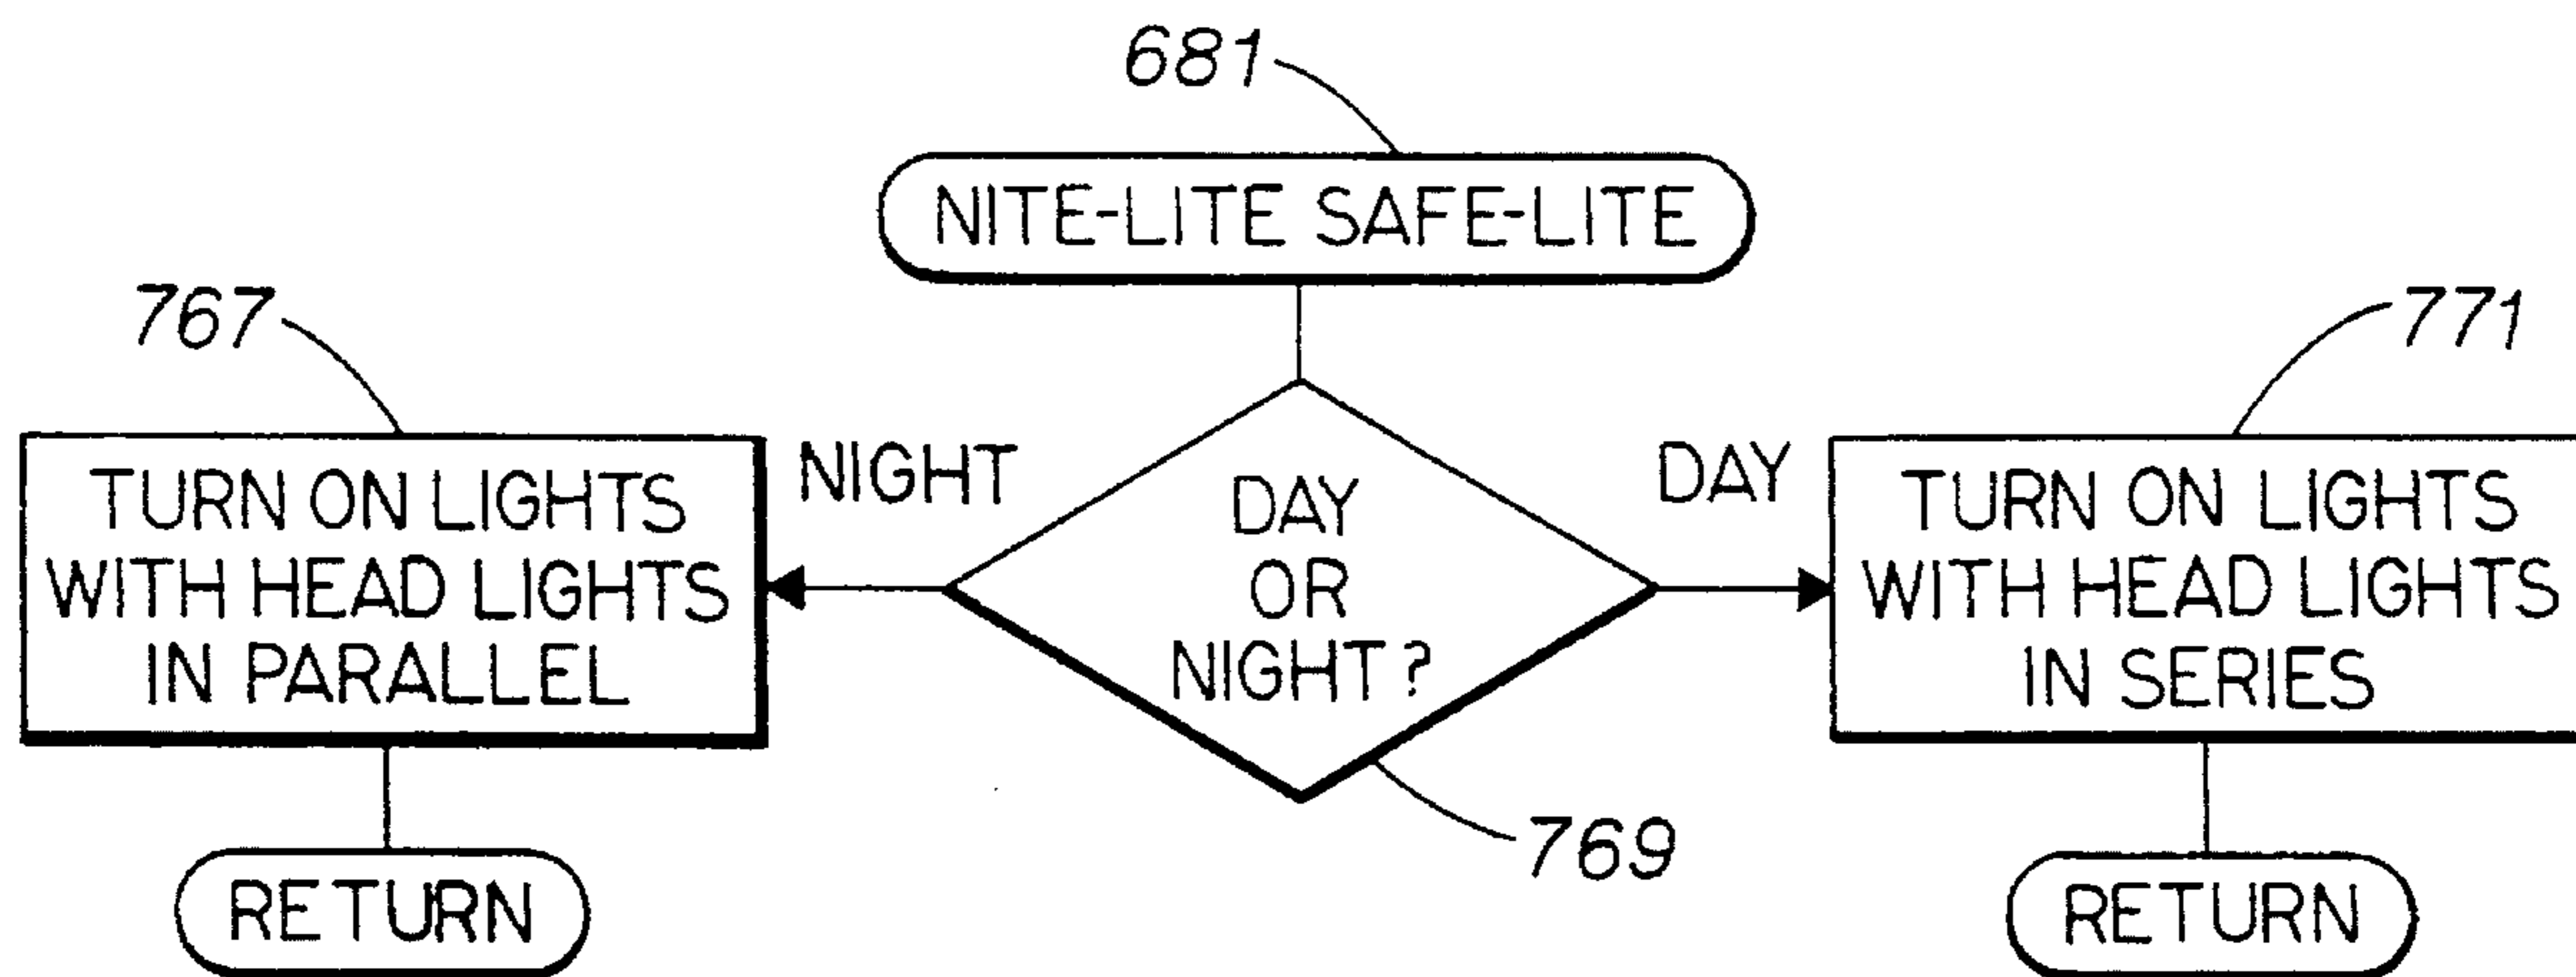 681
NITE-LITE SAFE-LITE
767
771
TURN ON LIGHTS
WITH HEAD LIGHTS
IN PARALLEL
NIGHT
DAY
OR
NIGHT?
DAY
TURN ON LIGHTS
WITH HEAD LIGHTS
IN SERIES
769
RETURN
RETURN